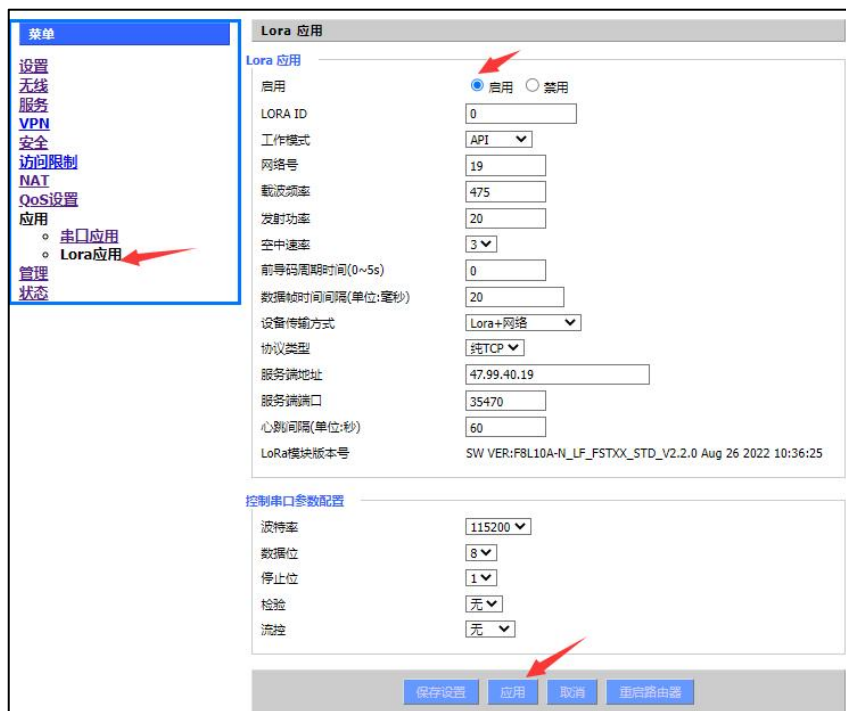 菜单
设置
无线
服务
VPN
安全
访问限制
NAT
QoS设置
应用
串口应用
Lora应用
管理
状态
Lora 应用
Lora 应用
启用 启用 禁用
LORA ID 0
工作模式 API
网络号 19
载波频率 475
发射功率 20
空中速率 3
前导码周期时间(0~5s) 0
数据帧时间间隔(单位:毫秒) 20
设备传输方式 Lora+网络
协议类型 纯TCP
服务端地址 47.99.40.19
服务端端口 35470
心跳间隔(单位:秒) 60
LoRa模块版本号 SW VER:F8L10A-N_LF_FSTXX_STD_V2.2.0 Aug 26 2022 10:36:25
控制串口参数配置
波特率 115200
数据位 8
停止位 1
检验 无
流控 无
保存设置 应用 取消 重启路由器